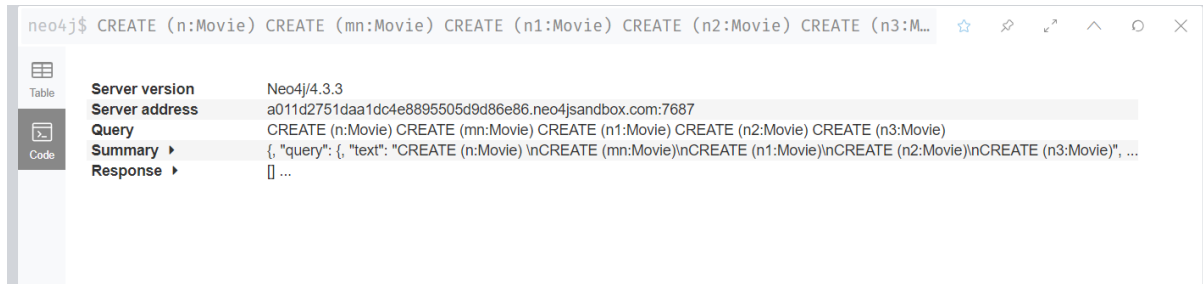 neo4j$ CREATE (n:Movie) CREATE (mn:Movie) CREATE (n1:Movie) CREATE (n2:Movie) CREATE (n3:M…
Table
Server version Neo4j/4.3.3
Server address a011d2751daa1dc4e8895505d9d86e86.neo4jsandbox.com:7687
Query CREATE (n:Movie) CREATE (mn:Movie) CREATE (n1:Movie) CREATE (n2:Movie) CREATE (n3:Movie)
Code
Summary {, "query": {, "text": "CREATE (n:Movie) \nCREATE (mn:Movie)\nCREATE (n1:Movie)\nCREATE (n2:Movie)\nCREATE (n3:Movie)", ...
Response [] ...